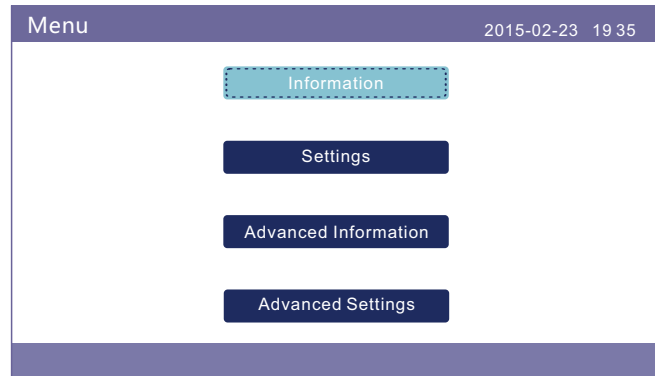 Menu
2015-02-23 19 35
Information
Settings
Advanced Information
Advanced Settings